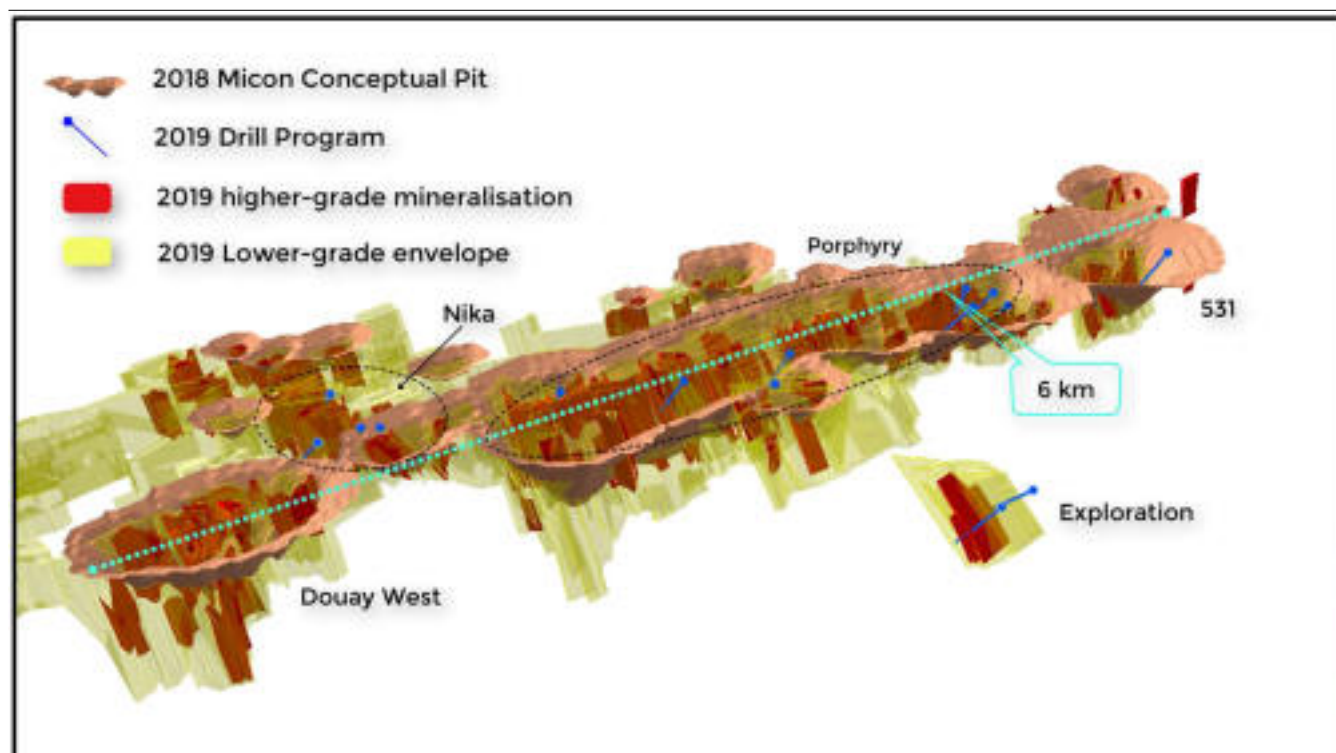 2018 Micon Conceptual Pit
2019 Drill Program
2019 higher-grade mineralisation
2019 Lower-grade envelope
Porphyry
Nika
531
6 km
Exploration
Douay West